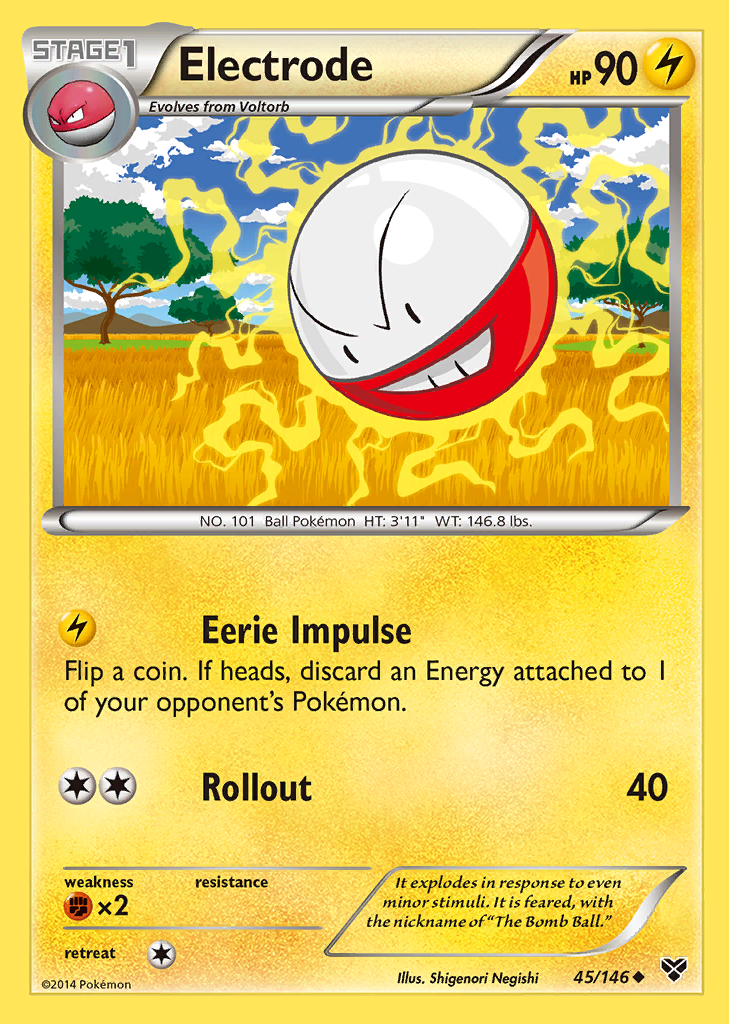 STAGE1
Electrode
HP 90
Evolves from Voltorb
NO. 101 Ball Pokémon HT: 3'11" WT: 146.8 lbs.
Eerie Impulse
Flip a coin. If heads, discard an Energy attached to 1
of your opponent's Pokémon.
Rollout 40
weakness resistance
×2
It explodes in response to even
minor stimuli. It is feared, with
the nickname of “The Bomb Ball.”
retreat
©2014 Pokémon
Illus. Shigenori Negishi
45/146
XY